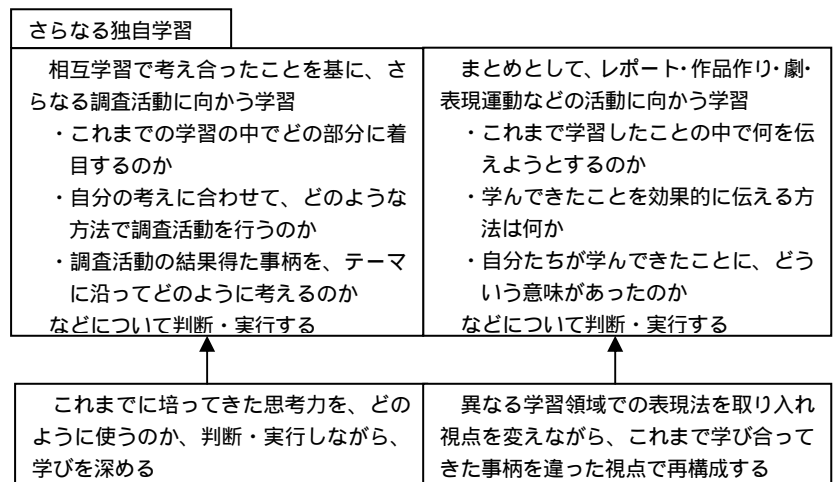 さらなる独自学習
相互学習で考え合ったことを基に、さ
らなる調査活動に向かう学習
・これまでの学習の中でどの部分に着
目するのか
・自分の考えに合わせて、どのような
方法で調査活動を行うのか
・調査活動の結果得た事柄を、テーマ
に沿ってどのように考えるのか
などについて判断・実行する
まとめとして、レポート・作品作り・劇・
表現運動などの活動に向かう学習
・これまで学習したことの中で何を伝
えようとするのか
・学んできたことを効果的に伝える方
法は何か
・自分たちが学んできたことに、どう
いう意味があったのか
などについて判断・実行する
これまでに培ってきた思考力を、どの
ように使うのか、判断・実行しながら、
学びを深める
異なる学習領域での表現法を取り入れ
視点を変えながら、これまで学び合って
きた事柄を違った視点で再構成する